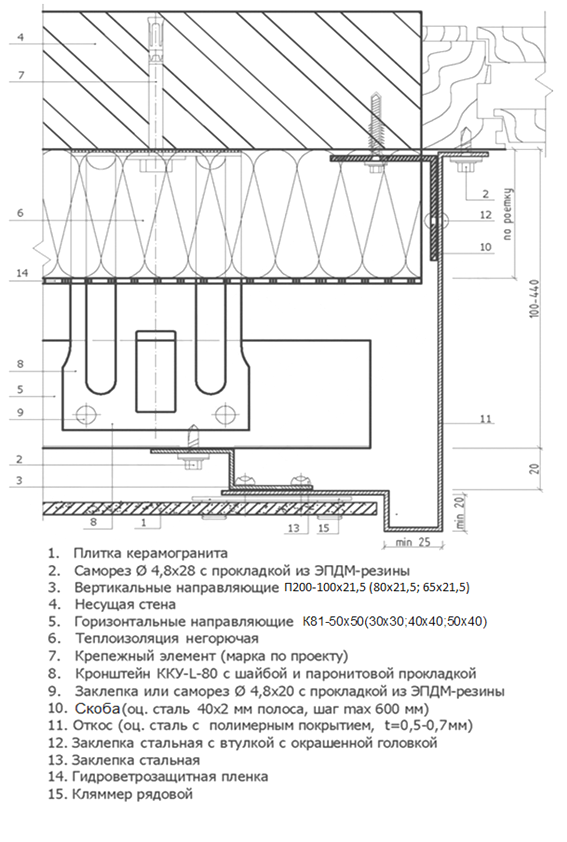 4
7
6
14
8
5
9
2
3
8
1
13
15
2
12
10
11
по роетку
100-440
20
min 20
min 25
1. Плитка керамогранита
2. Саморез Ø 4,8х28 с прокладкой из ЭПДМ-резины
3. Вертикальные направляющие П200-100х21,5 (80х21,5; 65х21,5)
4. Несущая стена
5. Горизонтальные направляющие К81-50х50(30х30;40х40;50х40)
6. Теплоизоляция негорючая
7. Крепежный элемент (марка по проекту)
8. Кронштейн ККУ-L-80 с шайбой и паронитовой прокладкой
9. Заклепка или саморез Ø 4,8х20 с прокладкой из ЭПДМ-резины
10. Скоба(оц. сталь 40х2 мм полоса, шаг max 600 мм)
11. Откос (оц. сталь с полимерным покрытием, t=0,5-0,7мм)
12. Заклепка стальная с втулкой с окрашенной головкой
13. Заклепка стальная
14. Гидроветрозащитная пленка
15. Кляммер рядовой